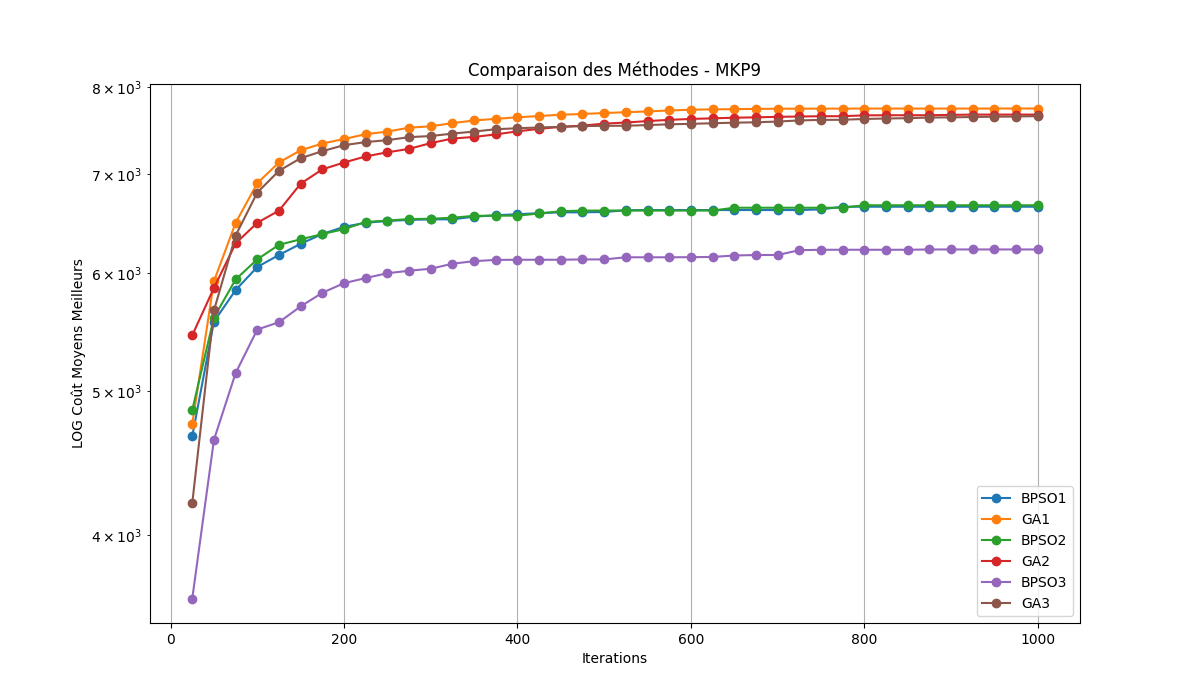 Comparaison des Méthodes - MKP9
LOG Coût Moyens Meilleurs
8 × 10³
7 × 10³
6 × 10³
5 × 10³
4 × 10³
0 200 400 600 800 1000
Iterations
BPSO1
GA1
BPSO2
GA2
BPSO3
GA3